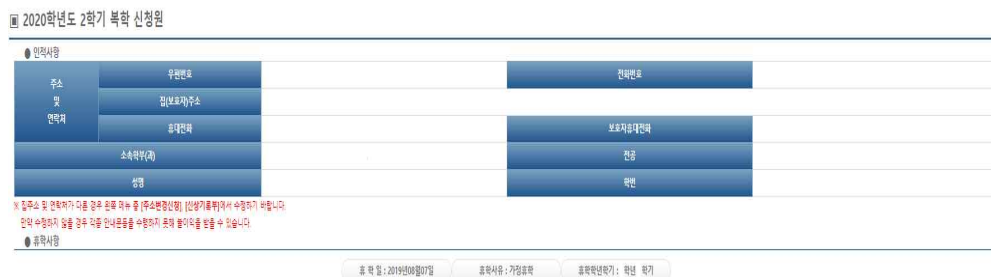 ▣ 2020학년도 2학기 복학 신청원
● 인적사항
주소
및
연락처
우편번호
전화번호
집(보호자)주소
휴대전화
보호자휴대전화
소속학부(과)
전공
성명
학번
※ 집주소 및 연락처가 다를 경우 왼쪽 메뉴 중 [주소변경신청], [신상기록부]에서 수정하기 바랍니다.
만약 수정하지 않을 경우 각종 안내문등을 수행하지 못해 불이익을 받을 수 있습니다.
● 휴학사항
휴 학 일 : 2019년08월07일
휴학사유 : 가정휴학
휴학학년학기 : 학년 학기